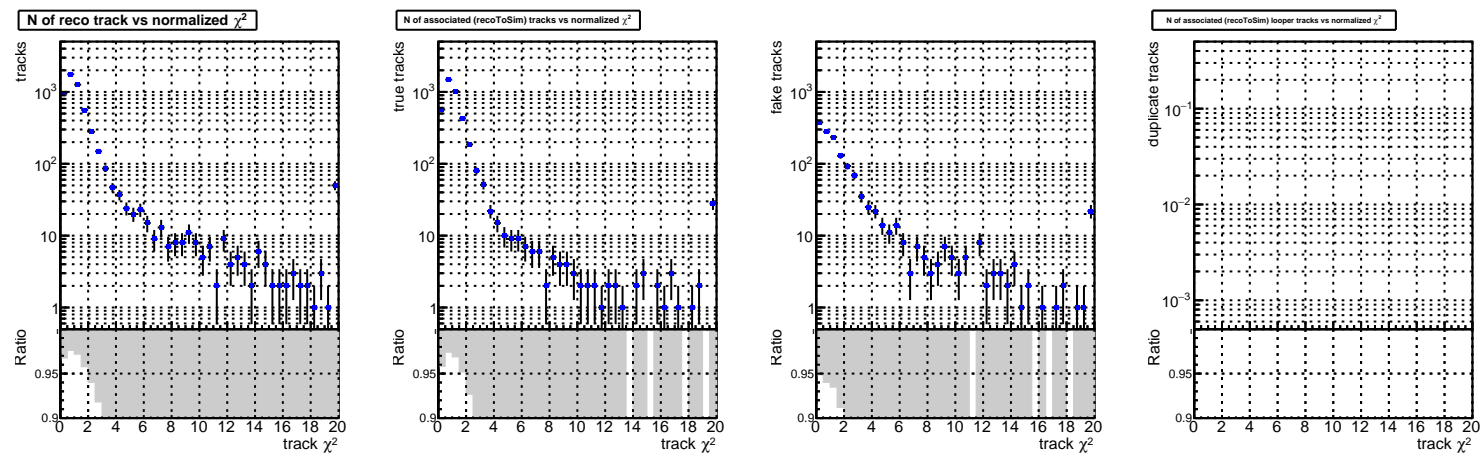 N of reco track vs normalized χ²
tracks
10³
10²
10
1
Ratio
0.95
0.9
0 2 4 6 8 10 12 14 16 18 20
track χ²
N of associated (recoToSim) tracks vs normalized χ²
true tracks
10³
10²
10
1
Ratio
0.95
0.9
0 2 4 6 8 10 12 14 16 18 20
track χ²
fake tracks
10³
10²
10
1
Ratio
0.95
0.9
0 2 4 6 8 10 12 14 16 18 20
track χ²
N of associated (recoToSim) looper tracks vs normalized χ²
duplicate tracks
10⁻¹
10⁻²
10⁻³
Ratio
0.95
0.9
0 2 4 6 8 10 12 14 16 18 20
track χ²